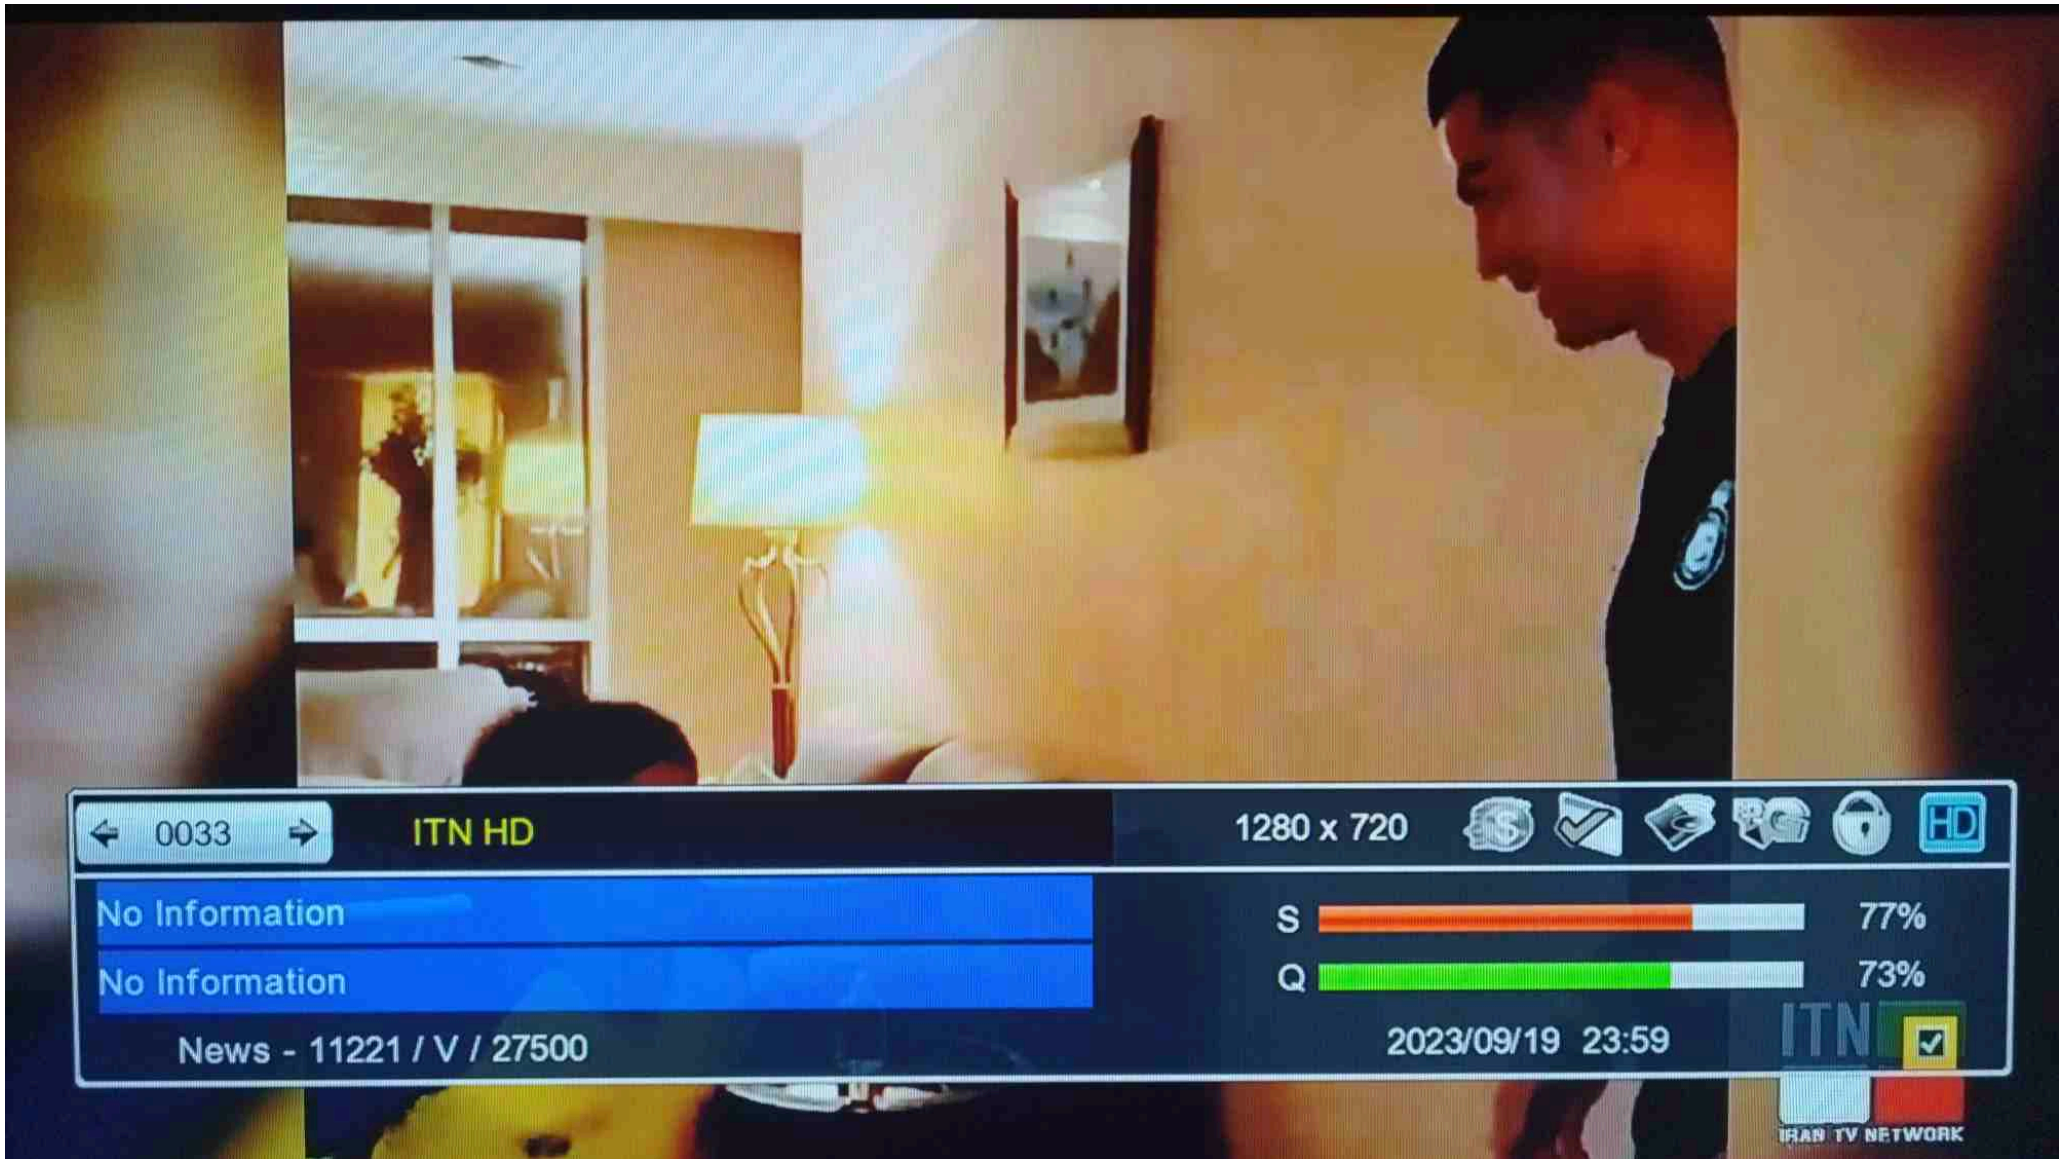 0033
ITN HD
1280 x 720
HD
No Information
S 77%
No Information
Q 73%
News - 11221 / V / 27500
2023/09/19 23:59
ITN
IRAN TV NETWORK